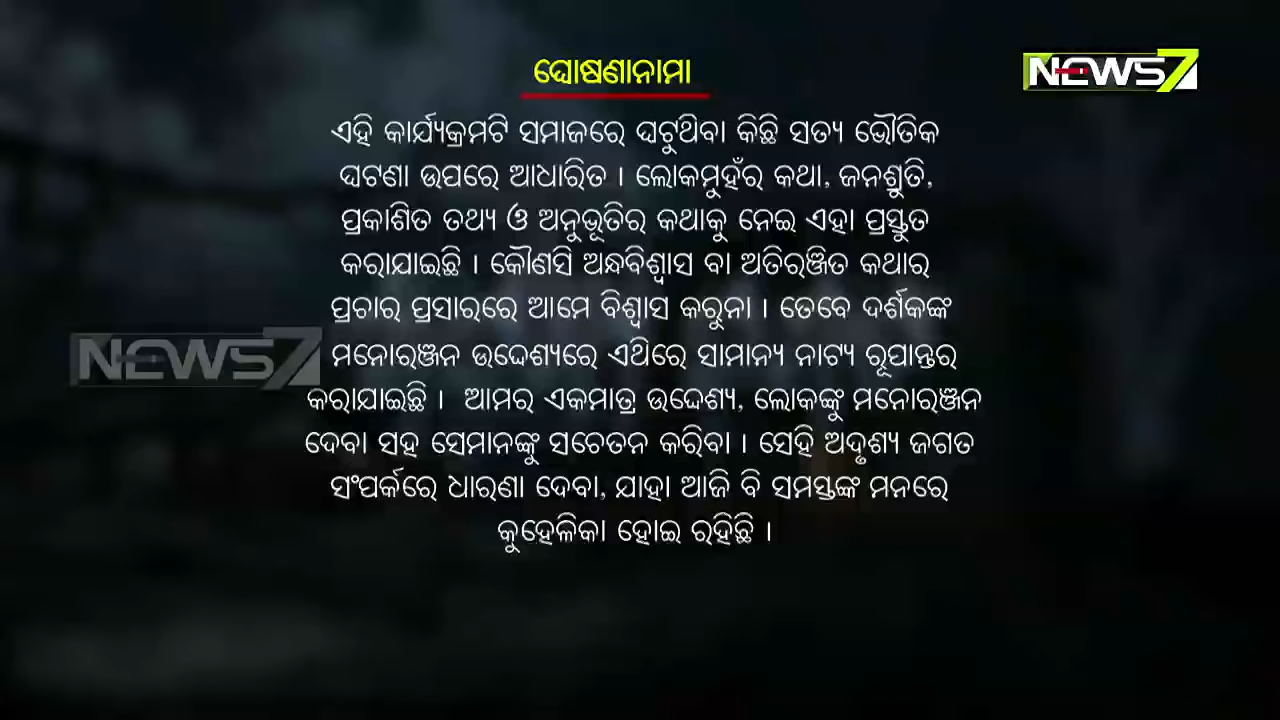 ଘୋଷଣାନାମା
NEWS7
ଏହି କାର୍ଯ୍ୟକ୍ରମଟି ସମାଜରେ ଘଟୁଥିବା କିଛି ସତ୍ୟ ଭୌତିକ
ଘଟଣା ଉପରେ ଆଧାରିତ । ଲୋକମୁହଁର କଥା, ଜନଶ୍ରୁତି,
ପ୍ରକାଶିତ ତଥ୍ୟ ଓ ଅନୁଭୂତିର କଥାକୁ ନେଇ ଏହା ପ୍ରସ୍ତୁତ
କରାଯାଇଛି । କୌଣସି ଅନ୍ଧବିଶ୍ୱାସ ବା ଅତିରଞ୍ଜିତ କଥାର
ପ୍ରଚାର ପ୍ରସାରରେ ଆମେ ବିଶ୍ୱାସ କରୁନା । ତେବେ ଦର୍ଶକଙ୍କ
NEWS7
ମନୋରଞ୍ଜନ ଉଦ୍ଦେଶ୍ୟରେ ଏଥିରେ ସାମାନ୍ୟ ନାଟ୍ୟ ରୂପାନ୍ତର
କରାଯାଇଛି । ଆମର ଏକମାତ୍ର ଉଦ୍ଦେଶ୍ୟ, ଲୋକଙ୍କୁ ମନୋରଞ୍ଜନ
ଦେବା ସହ ସେମାନଙ୍କୁ ସଚେତନ କରିବା । ସେହି ଅଦୃଶ୍ୟ ଜଗତ
ସଂପର୍କରେ ଧାରଣା ଦେବା, ଯାହା ଆଜି ବି ସମସ୍ତଙ୍କ ମନରେ
କୁହେଳିକା ହୋଇ ରହିଛି ।